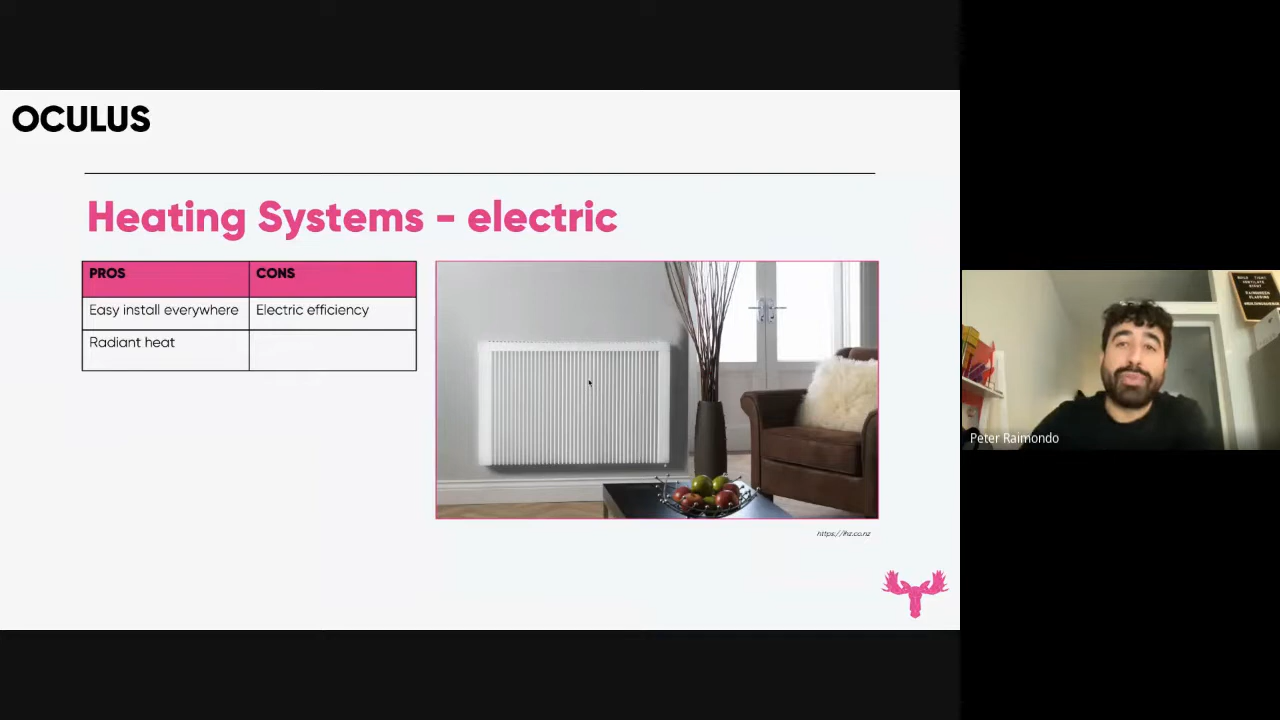 OCULUS
Heating Systems - electric
PROS CONS
Easy install everywhere Electric efficiency
Radiant heat
https://ihz.co.nz
Peter Raimondo